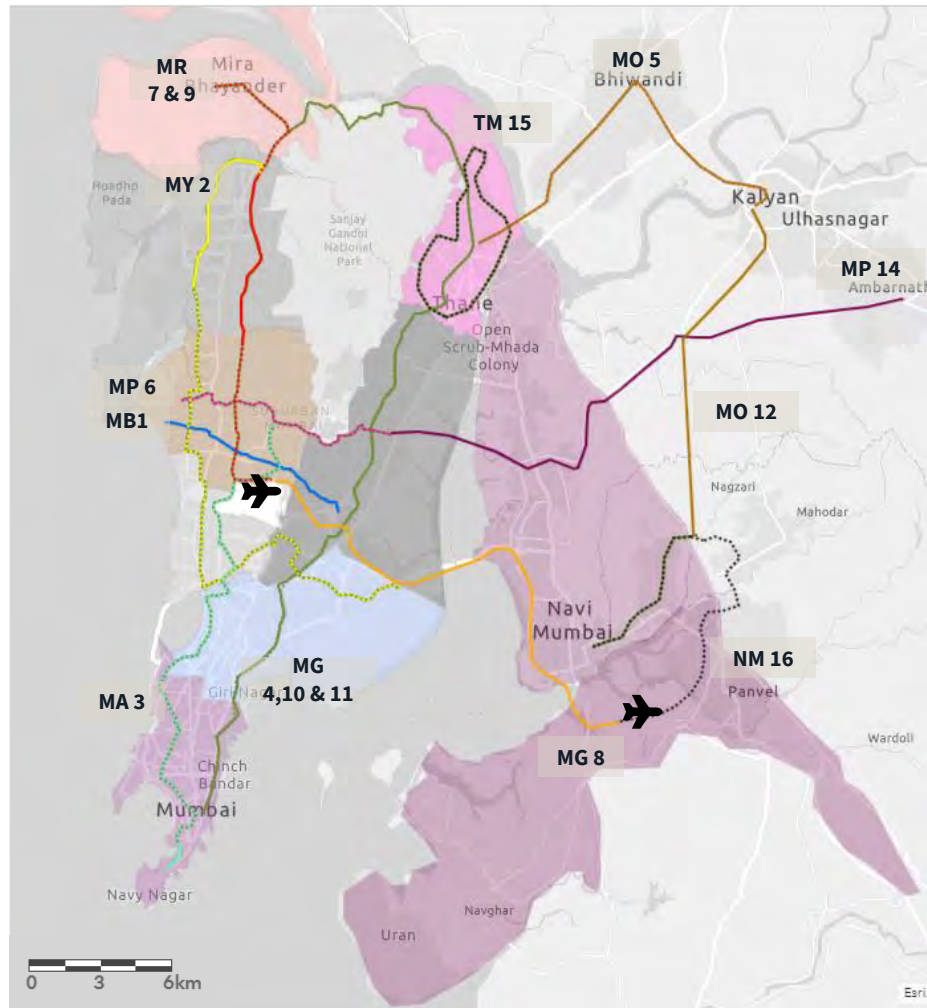 MR
7 & 9
Mira
Bhayander
MO 5
Bhiwandi
TM 15
MY 2
Hoadho
Pada
Sanjay
Gandhi
National
Park
Kalyan
Ulhasnagar
MP 14
Ambarnath
Thane
Open
Scrub-Mhada
Colony
MP 6
MB1
SUBURBAN
MO 12
Nagzari
Mahodar
Navi
Mumbai
NM 16
Panvel
MG
4,10 & 11
Giri Nagar
MA 3
MG 8
Wardoli
Chinch
Bandar
Mumbai
Navy Nagar
Navghar
Uran
0 3 6km
Esri